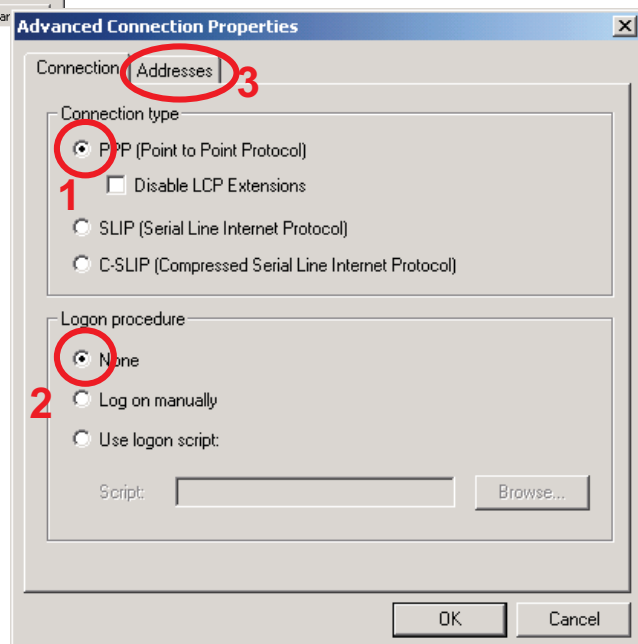 Advanced Connection Properties
Connection Addresses
3
Connection type
PPP (Point to Point Protocol)
1
Disable LCP Extensions
SLIP (Serial Line Internet Protocol)
C-SLIP (Compressed Serial Line Internet Protocol)
Logon procedure
None
2
Log on manually
Use logon script:
Script:
Browse...
OK Cancel